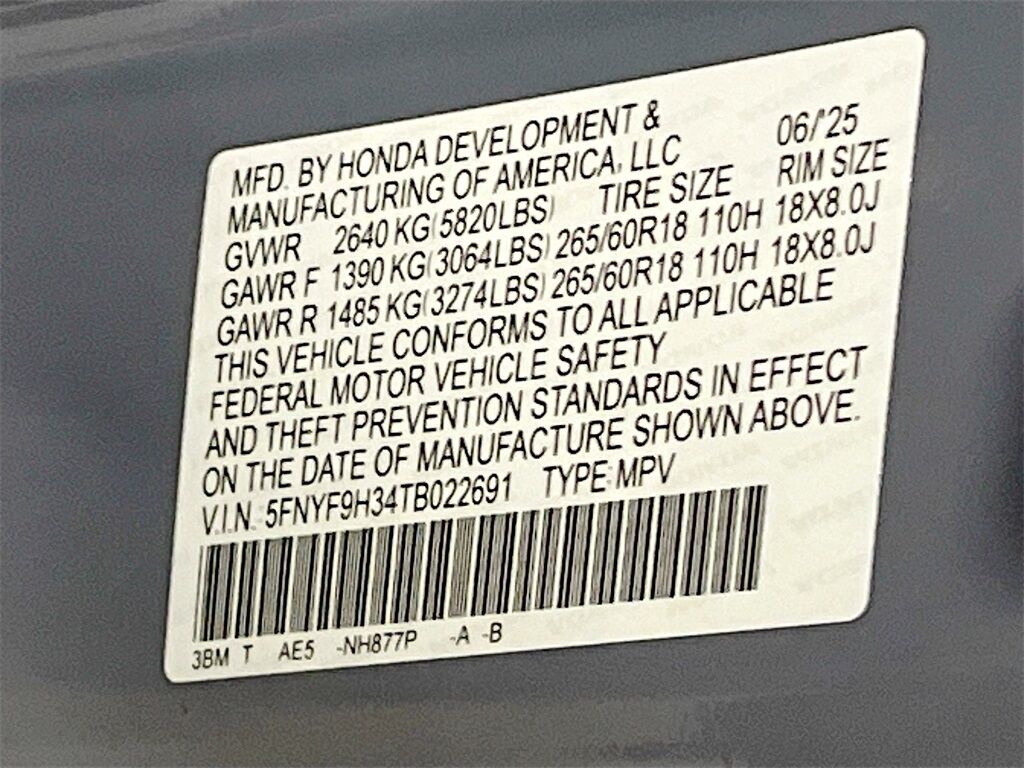 MFD. BY HONDA DEVELOPMENT &
MANUFACTURING OF AMERICA, LLC 06/'25
GVWR 2640 KG(5820LBS) TIRE SIZE RIM SIZE
GAWR F 1390 KG(3064LBS) 265/60R18 110H 18X8.0J
GAWR R 1485 KG(3274LBS) 265/60R18 110H 18X8.0J
THIS VEHICLE CONFORMS TO ALL APPLICABLE
FEDERAL MOTOR VEHICLE SAFETY
AND THEFT PREVENTION STANDARDS IN EFFECT
ON THE DATE OF MANUFACTURE SHOWN ABOVE.
V.I.N. 5FNYF9H34TB022691 TYPE:MPV
3BM T AE5 -NH877P -A -B